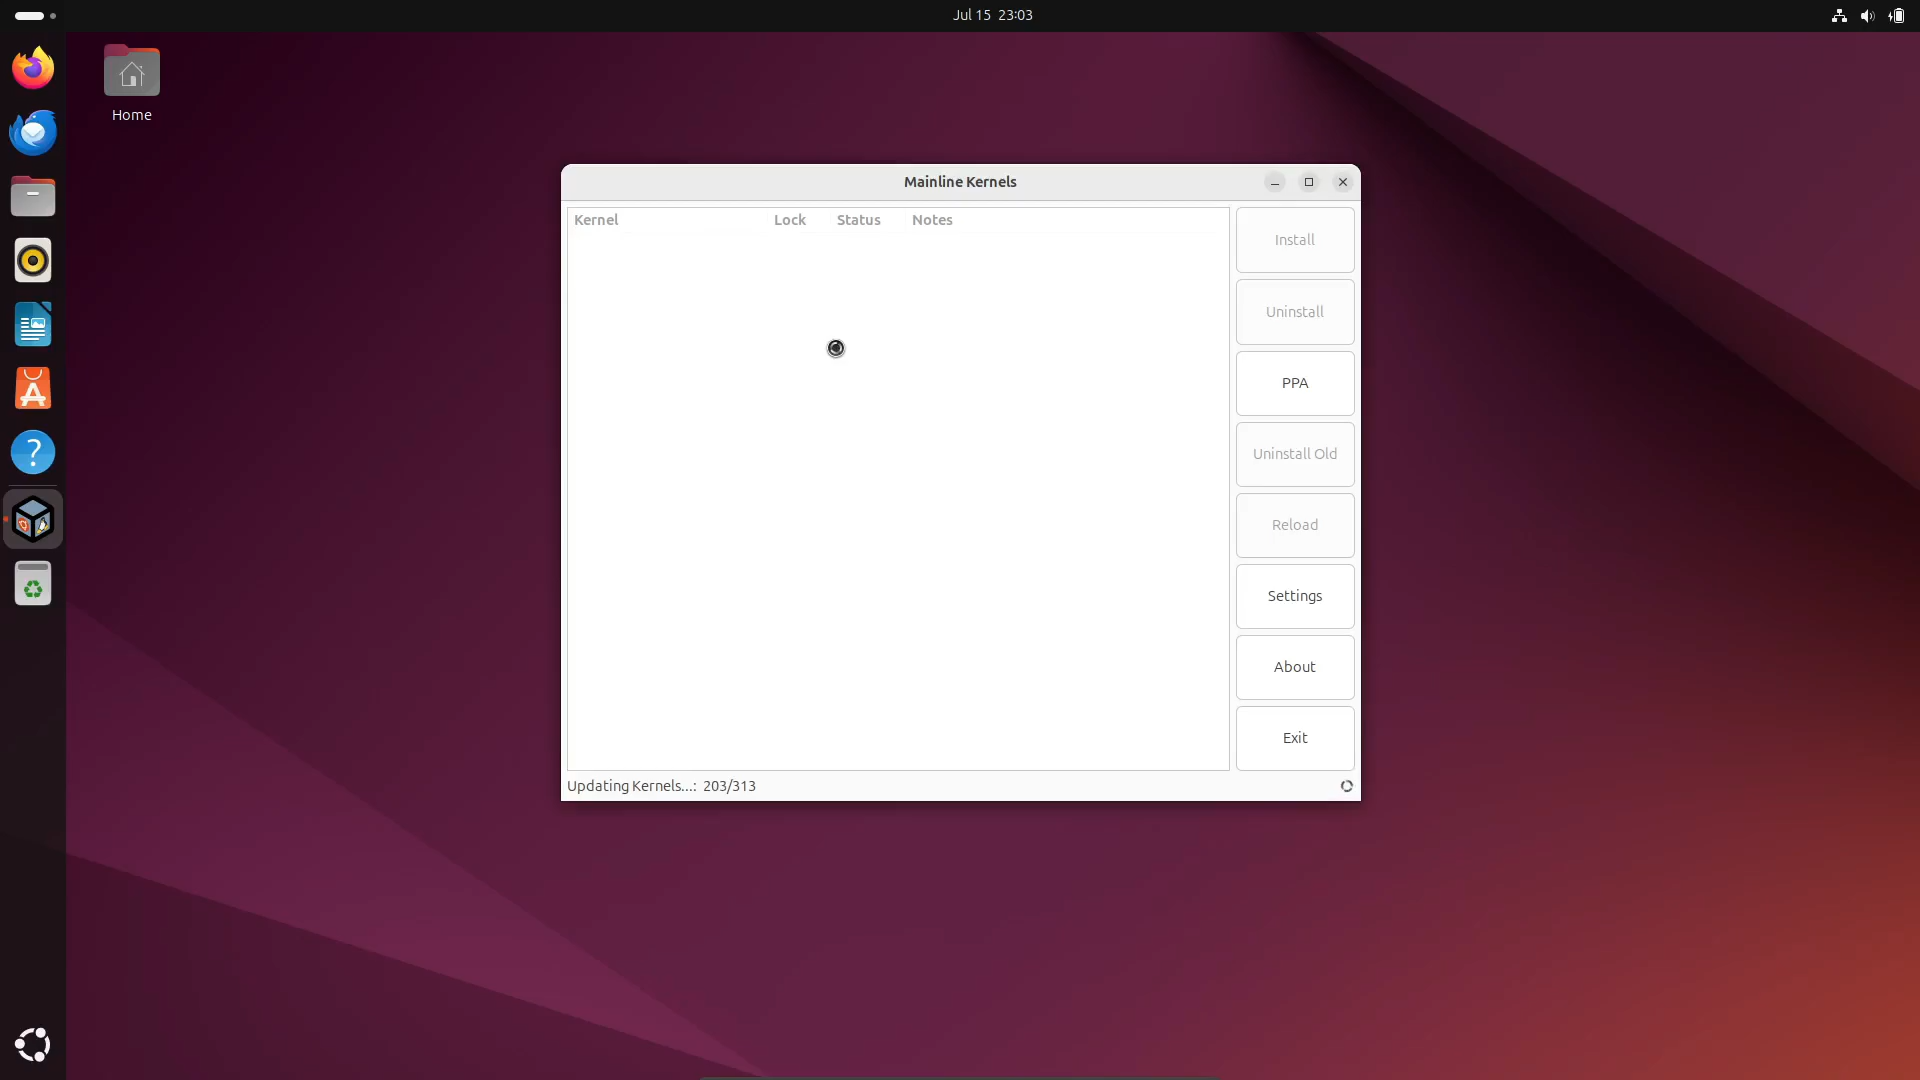 Jul 15 23:03
Home
Mainline Kernels
Kernel Lock Status Notes
Install
Uninstall
PPA
Uninstall Old
Reload
Settings
About
Exit
Updating Kernels...: 203/313